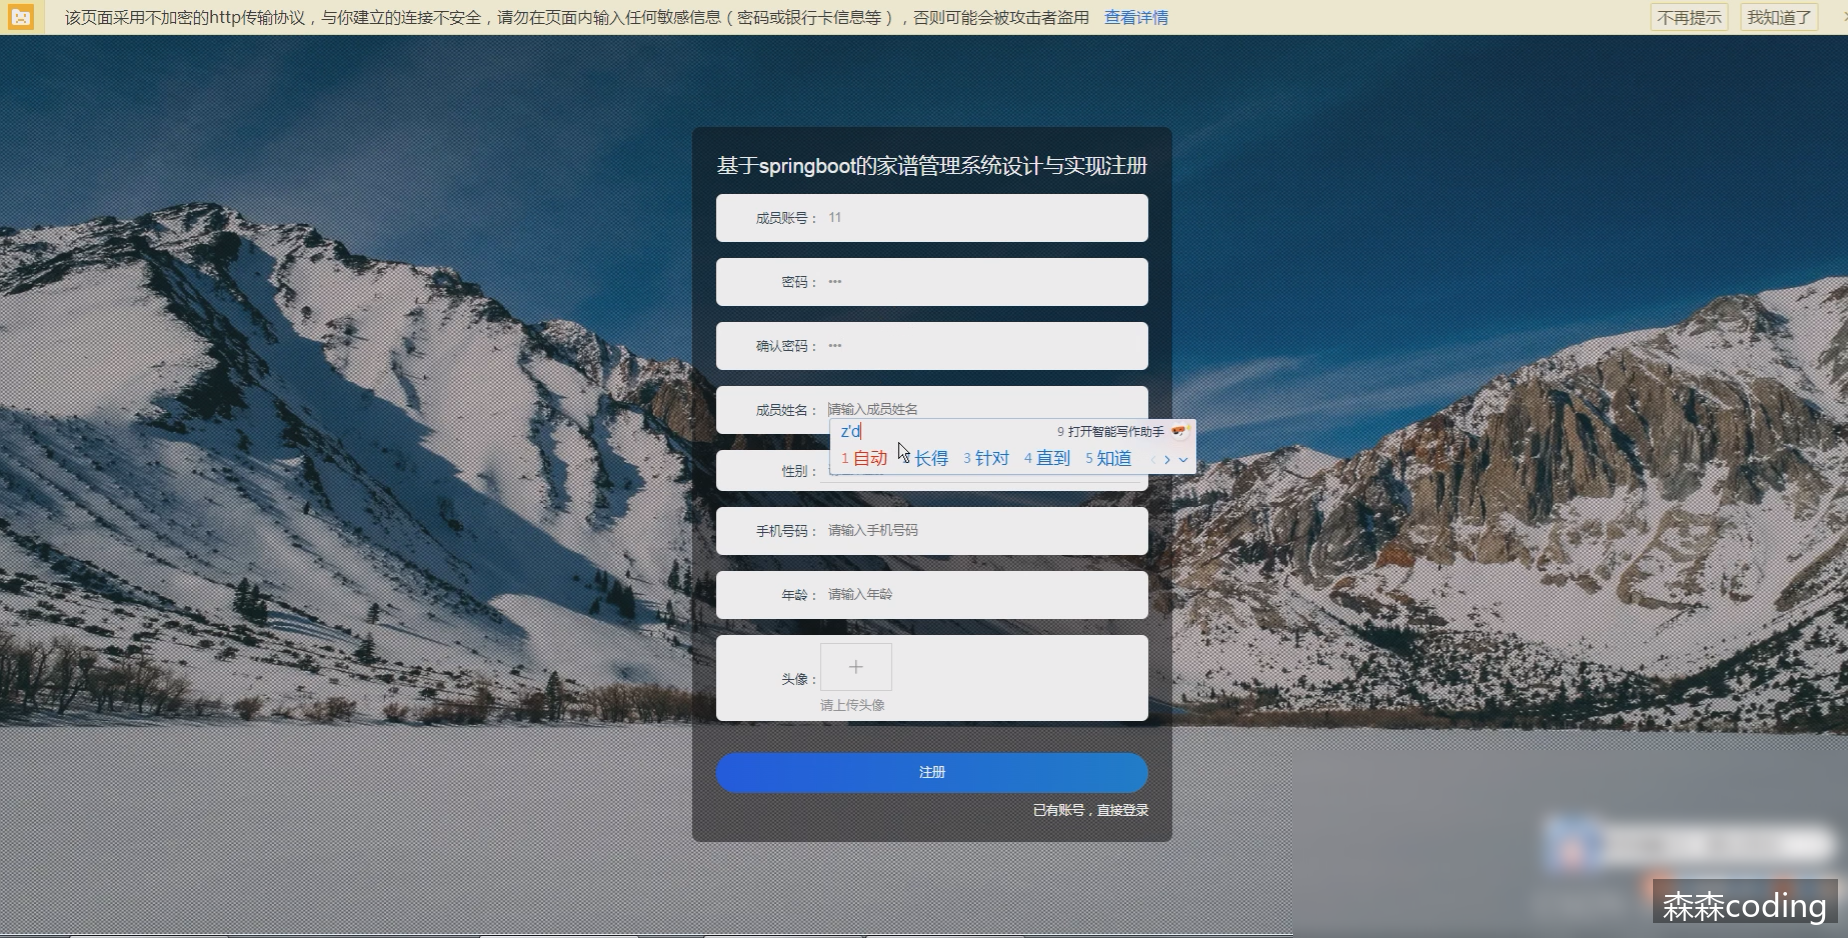 该页面采用不加密的http传输协议，与你建立的连接不安全，请勿在页面内输入任何敏感信息（密码或银行卡信息等），否则可能会被攻击者盗用 查看详情 不再提示 我知道了
基于springboot的家谱管理系统设计与实现注册
成员账号： 11
密码： •••
确认密码： •••
成员姓名： 请输入成员姓名
z'd 9 打开智能写作助手
1 自动 长得 3 针对 4 直到 5 知道
性别：
手机号码： 请输入手机号码
年龄： 请输入年龄
头像： +
请上传头像
注册
已有账号，直接登录
森森coding